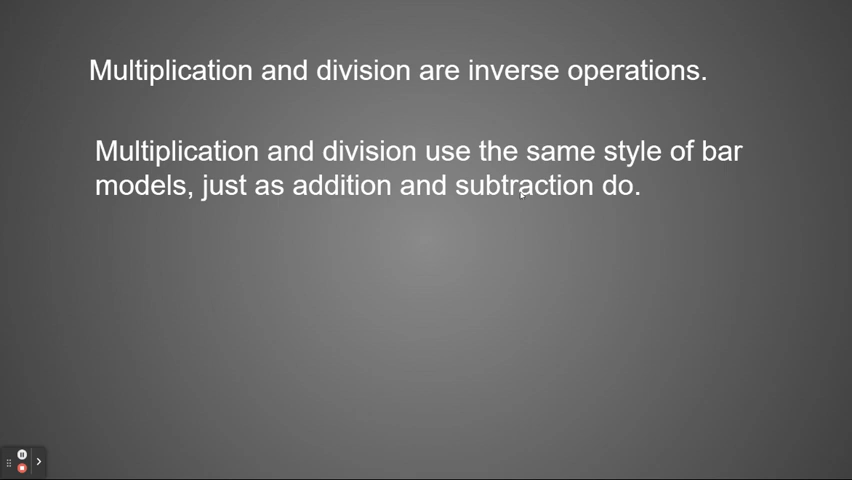 Multiplication and division are inverse operations.
Multiplication and division use the same style of bar
models, just as addition and subtraction do.